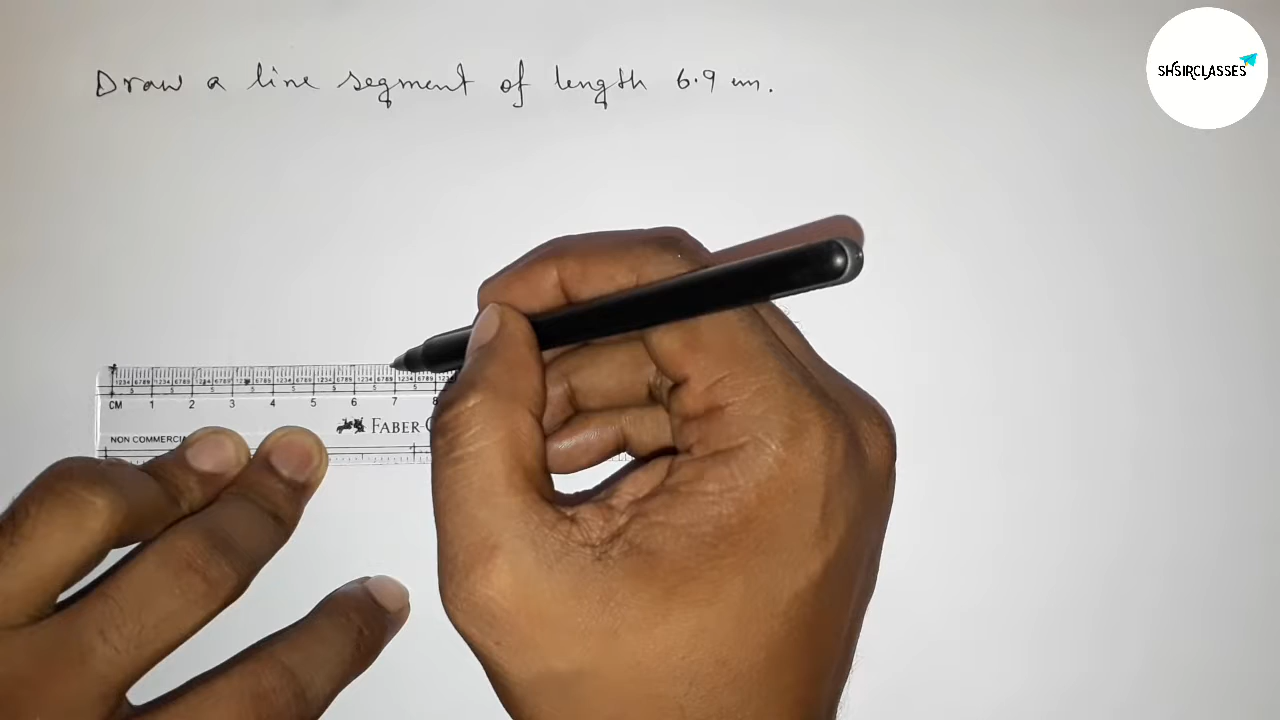 Draw a line segment of length 6.9 cm.
SHSIRCLASSES
CM 1 2 3 4 5 6 7 8
FABER-C
NON COMMERCIA